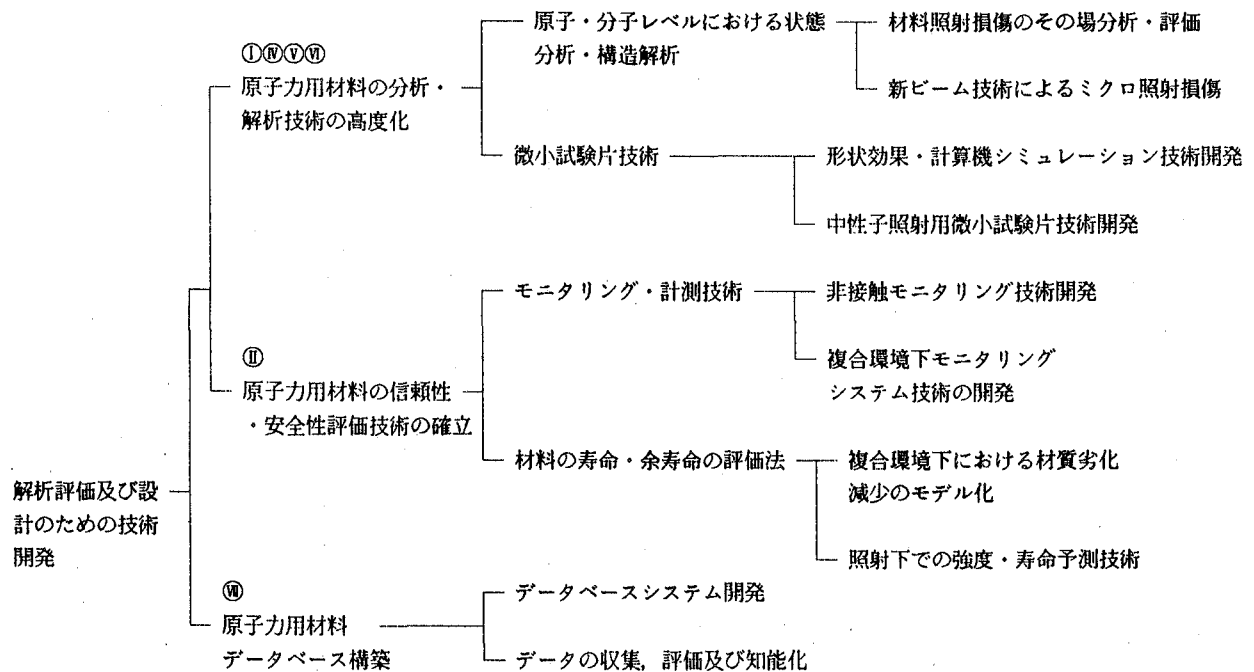 解析評価及び設
計のための技術
開発
ⒾⓋⓋⓋ
原子力用材料の分析・
解析技術の高度化
原子・分子レベルにおける状態
分析・構造解析
材料照射損傷のその場分析・評価
新ビーム技術によるミクロ照射損傷
微小試験片技術
形状効果・計算機シミュレーション技術開発
中性子照射用微小試験片技術開発
Ⅱ
原子力用材料の信頼性
・安全性評価技術の確立
モニタリング・計測技術
非接触モニタリング技術開発
複合環境下モニタリング
システム技術の開発
材料の寿命・余寿命の評価法
複合環境下における材質劣化
減少のモデル化
照射下での強度・寿命予測技術
原子力用材料
データベース構築
データベースシステム開発
データの収集，評価及び知能化